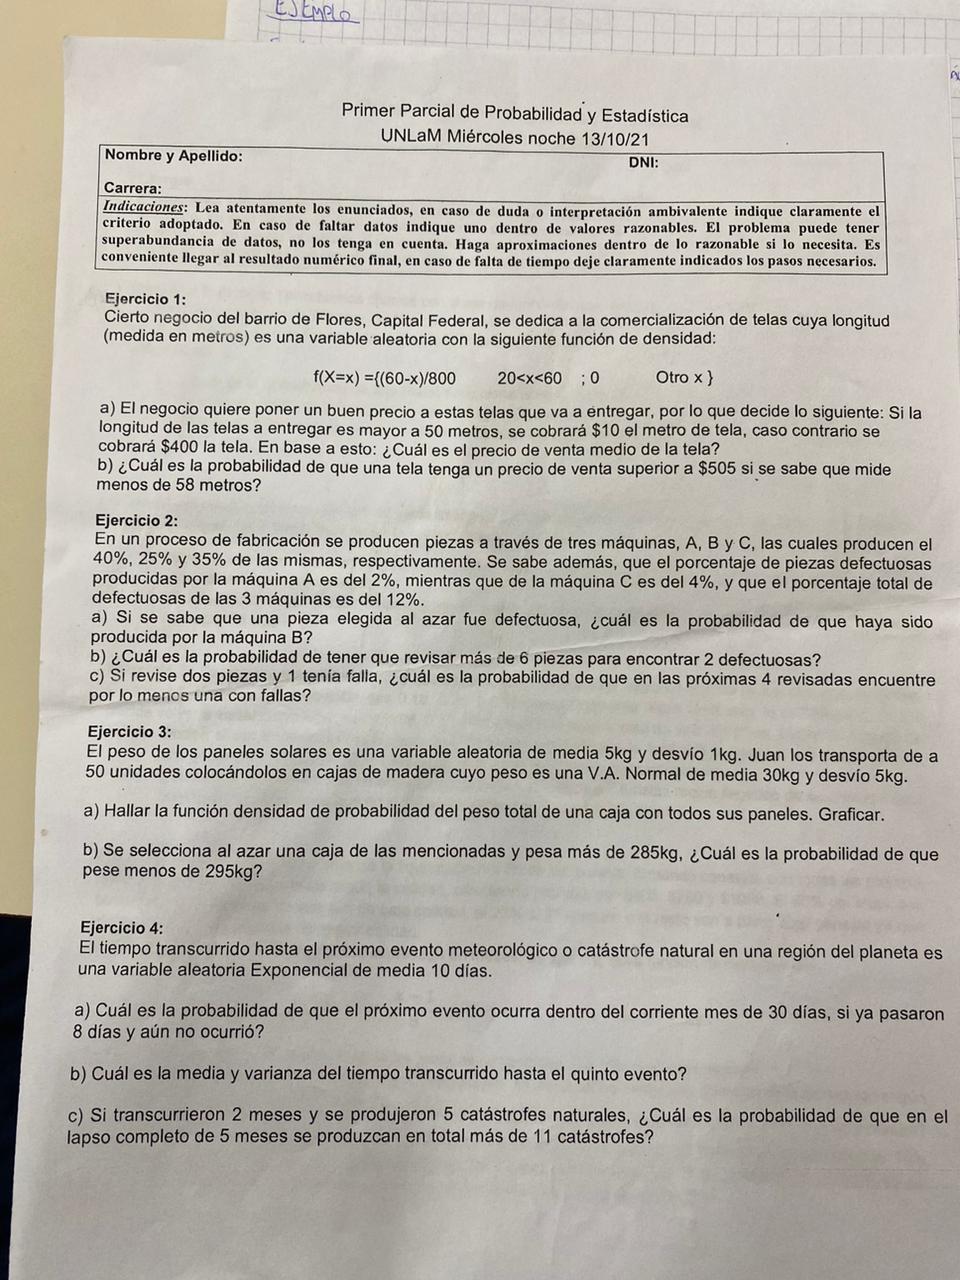 EJEMPLO
Primer Parcial de Probabilidad y Estadística
UNLaM Miércoles noche 13/10/21
Nombre y Apellido:
DNI:
Carrera:
Indicaciones: Lea atentamente los enunciados, en caso de duda o interpretación ambivalente indique claramente el
criterio adoptado. En caso de faltar datos indique uno dentro de valores razonables. El problema puede tener
superabundancia de datos, no los tenga en cuenta. Haga aproximaciones dentro de lo razonable si lo necesita. Es
conveniente llegar al resultado numérico final, en caso de falta de tiempo deje claramente indicados los pasos necesarios.
Ejercicio 1:
Cierto negocio del barrio de Flores, Capital Federal, se dedica a la comercialización de telas cuya longitud
(medida en metros) es una variable aleatoria con la siguiente función de densidad:
f(X=x) ={(60-x)/800 20<x<60 ; 0 Otro x }
a) El negocio quiere poner un buen precio a estas telas que va a entregar, por lo que decide lo siguiente: Si la
longitud de las telas a entregar es mayor a 50 metros, se cobrará $10 el metro de tela, caso contrario se
cobrará $400 la tela. En base a esto: ¿Cuál es el precio de venta medio de la tela?
b) ¿Cuál es la probabilidad de que una tela tenga un precio de venta superior a $505 si se sabe que mide
menos de 58 metros?
Ejercicio 2:
En un proceso de fabricación se producen piezas a través de tres máquinas, A, B y C, las cuales producen el
40%, 25% y 35% de las mismas, respectivamente. Se sabe además, que el porcentaje de piezas defectuosas
producidas por la máquina A es del 2%, mientras que de la máquina C es del 4%, y que el porcentaje total de
defectuosas de las 3 máquinas es del 12%.
a) Si se sabe que una pieza elegida al azar fue defectuosa, ¿cuál es la probabilidad de que haya sido
producida por la máquina B?
b) ¿Cuál es la probabilidad de tener que revisar más de 6 piezas para encontrar 2 defectuosas?
c) Si revise dos piezas y 1 tenía falla, ¿cuál es la probabilidad de que en las próximas 4 revisadas encuentre
por lo menos una con fallas?
Ejercicio 3:
El peso de los paneles solares es una variable aleatoria de media 5kg y desvío 1kg. Juan los transporta de a
50 unidades colocándolos en cajas de madera cuyo peso es una V.A. Normal de media 30kg y desvío 5kg.
a) Hallar la función densidad de probabilidad del peso total de una caja con todos sus paneles. Graficar.
b) Se selecciona al azar una caja de las mencionadas y pesa más de 285kg, ¿Cuál es la probabilidad de que
pese menos de 295kg?
Ejercicio 4:
El tiempo transcurrido hasta el próximo evento meteorológico o catástrofe natural en una región del planeta es
una variable aleatoria Exponencial de media 10 días.
a) Cuál es la probabilidad de que el próximo evento ocurra dentro del corriente mes de 30 días, si ya pasaron
8 días y aún no ocurrió?
b) Cuál es la media y varianza del tiempo transcurrido hasta el quinto evento?
c) Si transcurrieron 2 meses y se produjeron 5 catástrofes naturales, ¿Cuál es la probabilidad de que en el
lapso completo de 5 meses se produzcan en total más de 11 catástrofes?